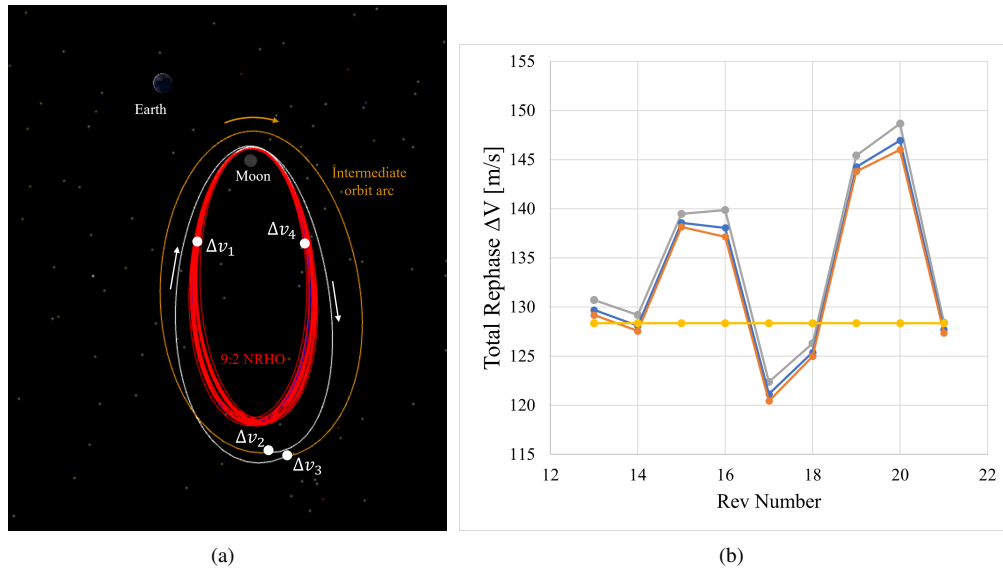 Earth
Moon
Intermediate
orbit arc
Δv₁
Δv₄
9:2 NRHO
Δv₂
Δv₃
(a)
155
150
145
140
135
130
125
120
115
Total Rephase ΔV [m/s]
12
14
16
18
20
22
Rev Number
(b)